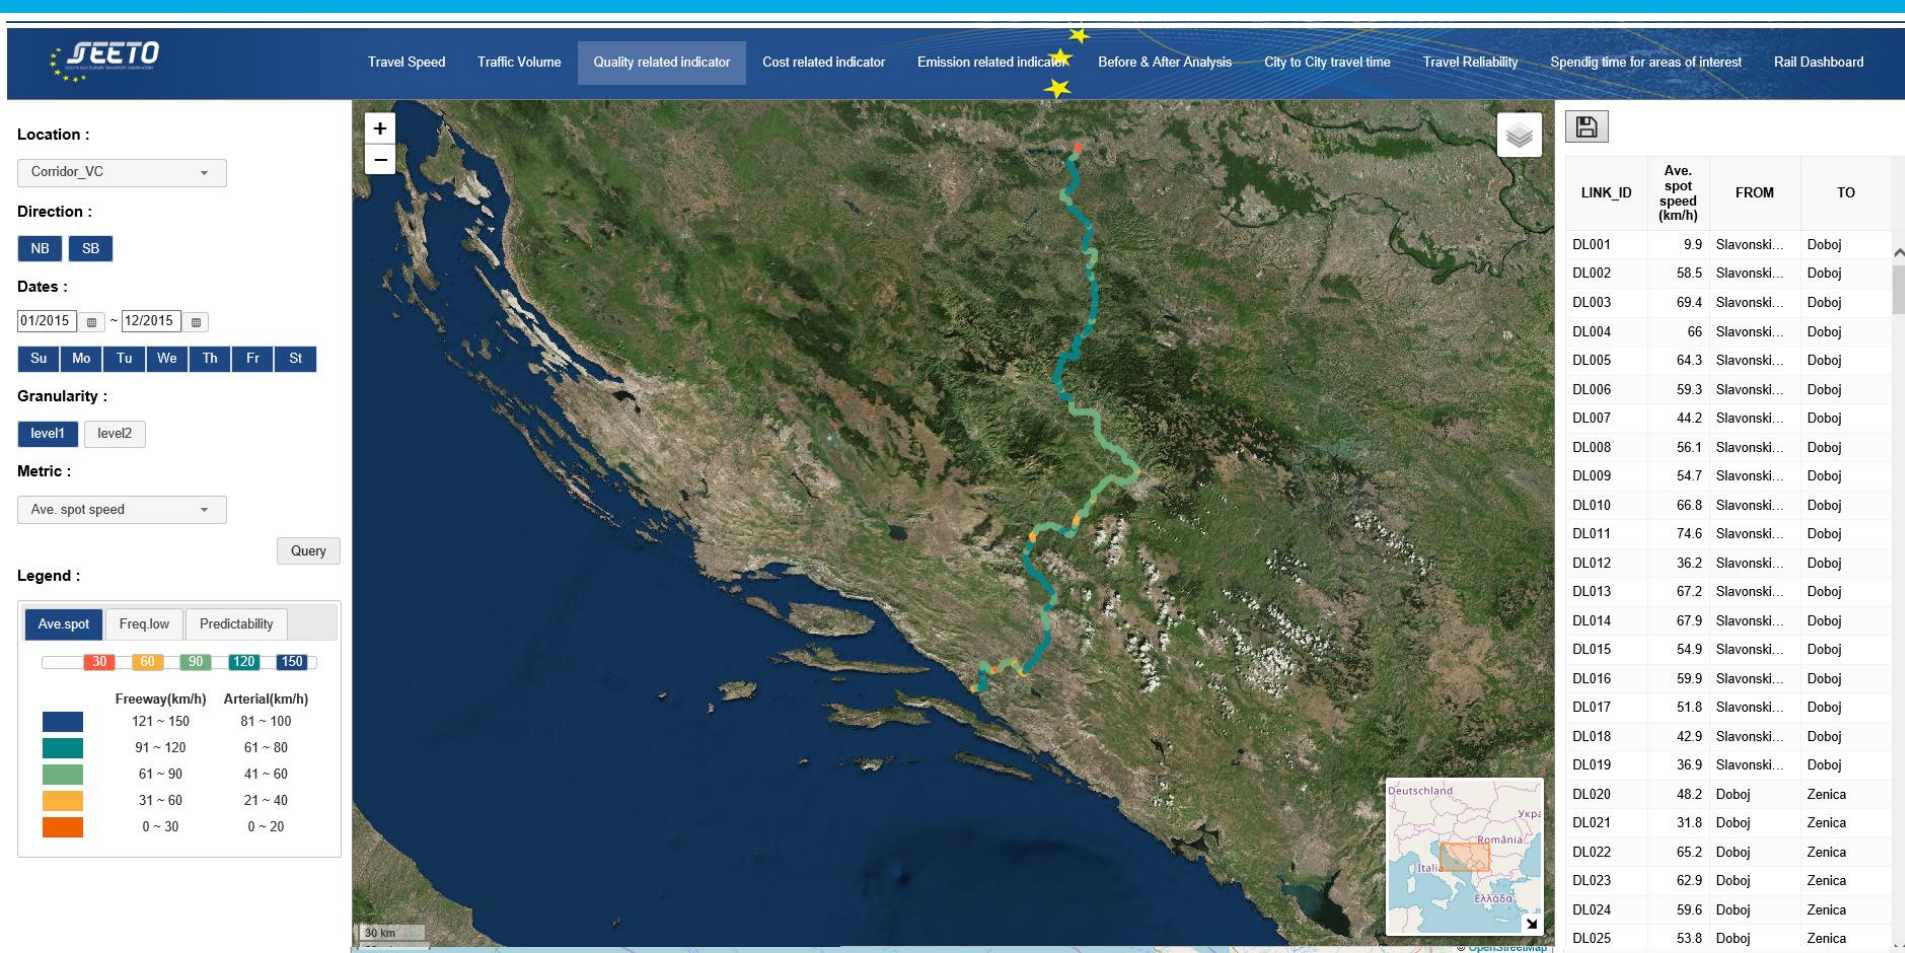 SEETO
Travel Speed
Traffic Volume
Quality related indicator
Cost related indicator
Emission related indicator
Before & After Analysis
City to City travel time
Travel Reliability
Spendig time for areas of interest
Rail Dashboard
Location :
Corridor_VC
Direction :
NB SB
Dates :
01/2015 ~ 12/2015
Su Mo Tu We Th Fr St
Granularity :
level1 level2
Metric :
Ave. spot speed
Query
Legend :
Ave.spot Freq.low Predictability
30 60 90 120 150
Freeway(km/h) Arterial(km/h)
121 ~ 150 81 ~ 100
91 ~ 120 61 ~ 80
61 ~ 90 41 ~ 60
31 ~ 60 21 ~ 40
0 ~ 30 0 ~ 20
+
−
30 km
Deutschland
Укра
România
Italia
Ελλάδα
© OpenStreetMap
LINK_ID Ave. spot speed (km/h) FROM TO
DL001 9.9 Slavonski... Doboj
DL002 58.5 Slavonski... Doboj
DL003 69.4 Slavonski... Doboj
DL004 66 Slavonski... Doboj
DL005 64.3 Slavonski... Doboj
DL006 59.3 Slavonski... Doboj
DL007 44.2 Slavonski... Doboj
DL008 56.1 Slavonski... Doboj
DL009 54.7 Slavonski... Doboj
DL010 66.8 Slavonski... Doboj
DL011 74.6 Slavonski... Doboj
DL012 36.2 Slavonski... Doboj
DL013 67.2 Slavonski... Doboj
DL014 67.9 Slavonski... Doboj
DL015 54.9 Slavonski... Doboj
DL016 59.9 Slavonski... Doboj
DL017 51.8 Slavonski... Doboj
DL018 42.9 Slavonski... Doboj
DL019 36.9 Slavonski... Doboj
DL020 48.2 Doboj Zenica
DL021 31.8 Doboj Zenica
DL022 65.2 Doboj Zenica
DL023 62.9 Doboj Zenica
DL024 59.6 Doboj Zenica
DL025 53.8 Doboj Zenica